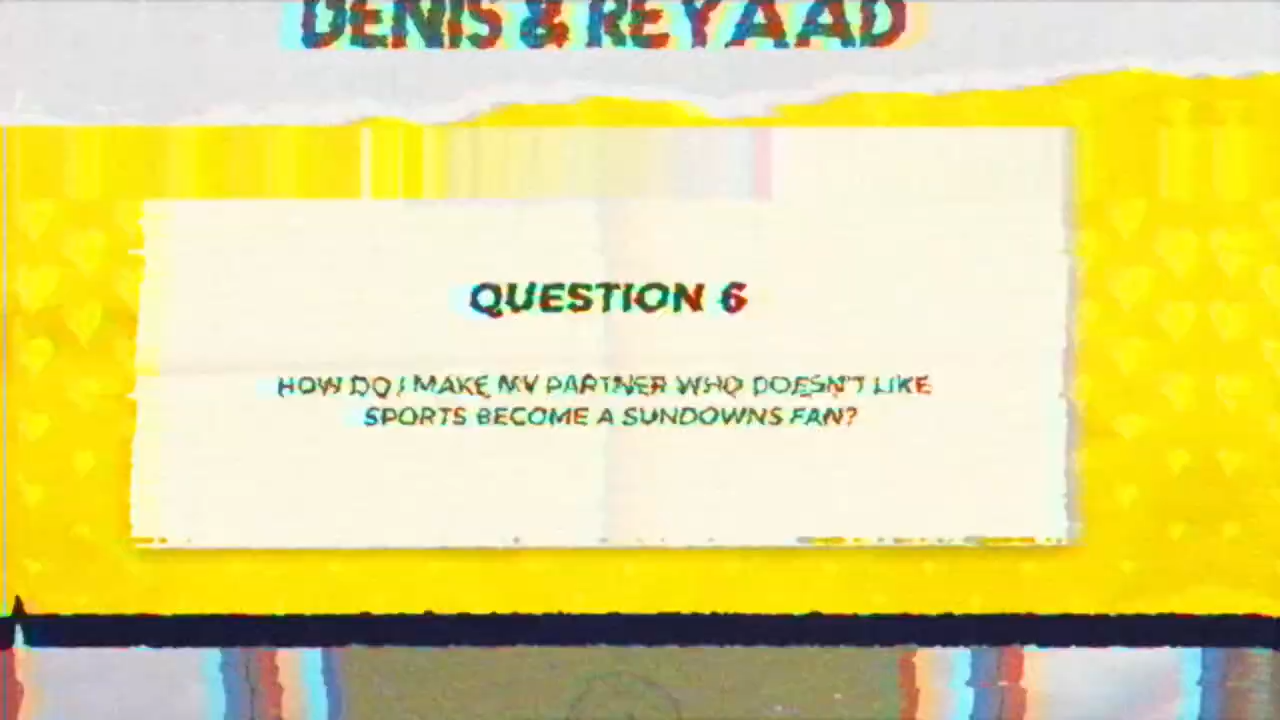 DENIS & REYAAD
QUESTION 6
HOW DO I MAKE MY PARTNER WHO DOESN'T LIKE
SPORTS BECOME A SUNDOWNS FAN?